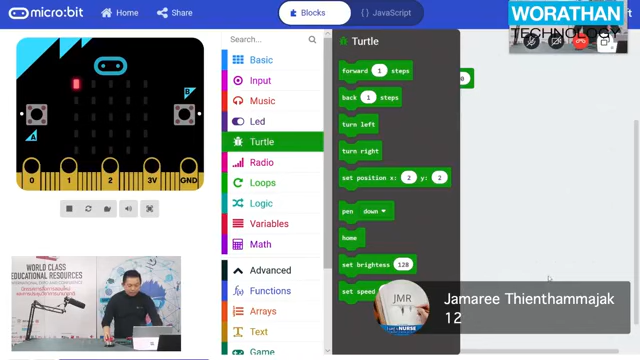 micro:bit
Home
Share
Blocks
JavaScript
WORATHAN
TECHNOLOGY
Search...
Basic
Input
Music
Led
Turtle
Radio
Loops
Logic
Variables
Math
Advanced
Functions
Arrays
Text
Game
Turtle
forward 1 steps
back 1 steps
turn left
turn right
set position x: 2 y: 2
pen down
home
set brightess 128
set speed
0
A
B
0
1
2
3V
GND
WORLD CLASS
EDUCATIONAL RESOURCES
JMR
Jamaree Thienthammajak
12